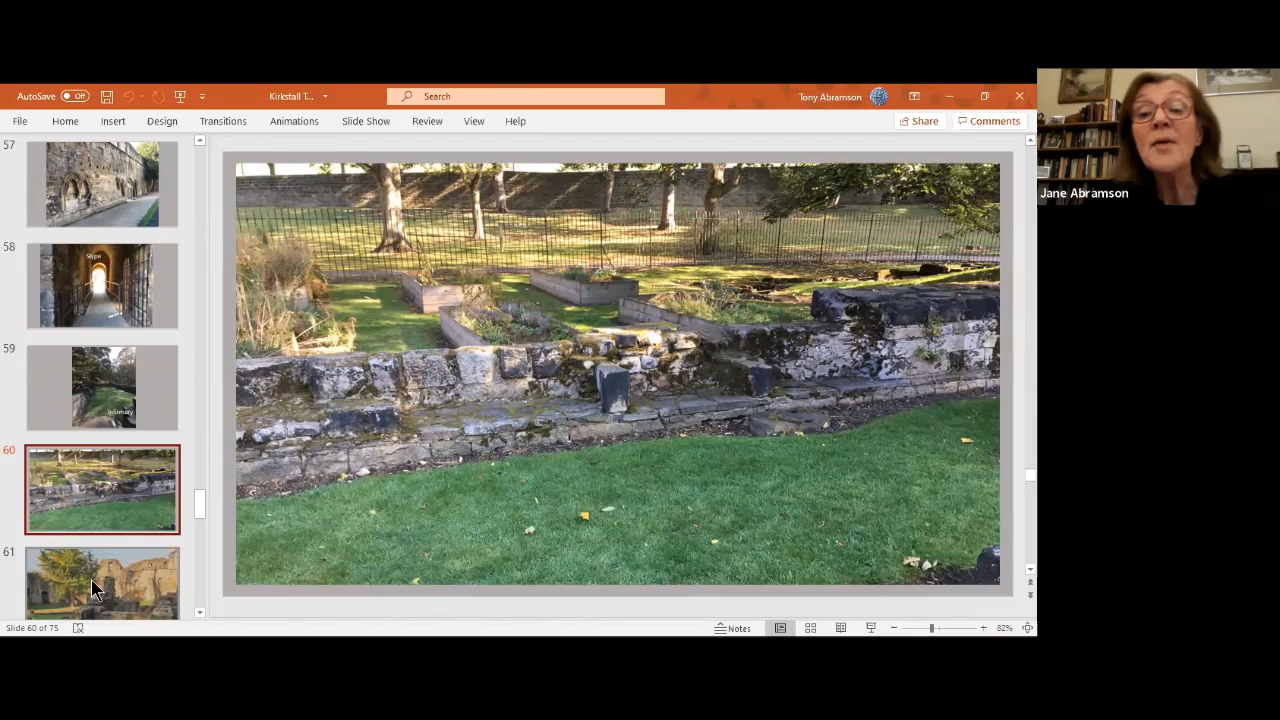 AutoSave Off Kirkstall T... Search Tony Abramson
File Home Insert Design Transitions Animations Slide Show Review View Help Share Comments
57
58
Slype
59
Infirmary
60
61
Slide 60 of 75 Notes 82%
Jane Abramson